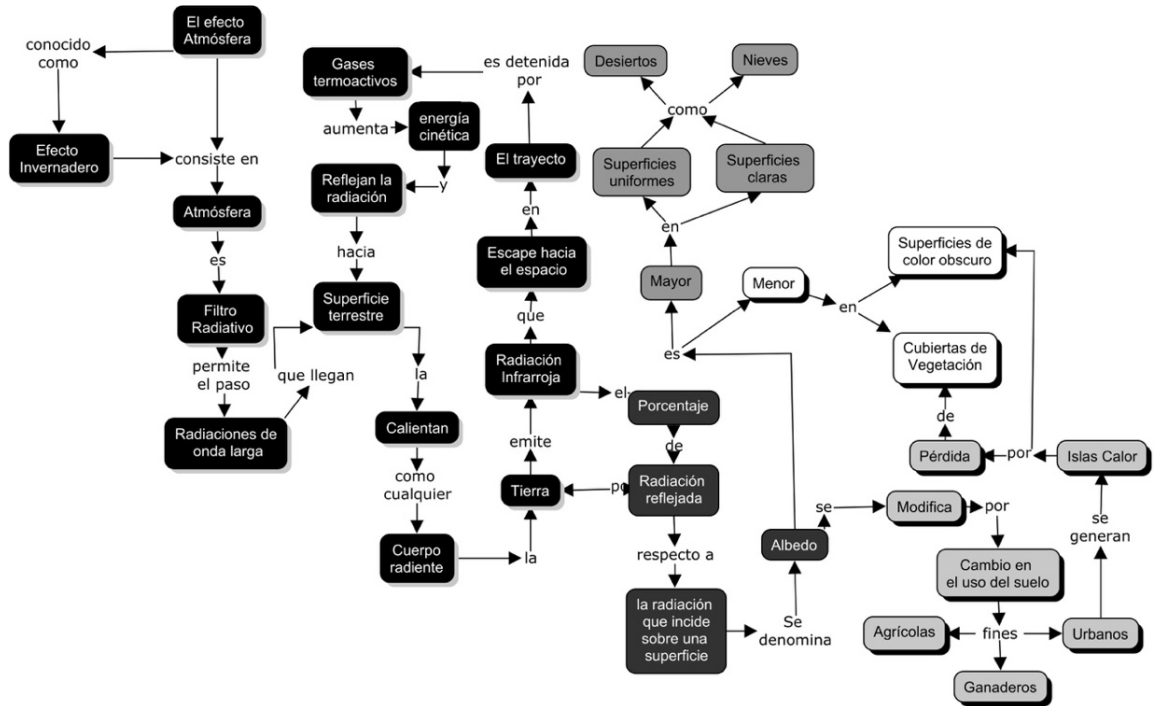 El efecto
Atmósfera
conocido
como
Efecto
Invernadero
consiste en
Atmósfera
es
Filtro
Radiativo
permite
el paso
Radiaciones de
onda larga
que llegan
Gases
termoactivos
aumenta
energía
cinética
y
Reflejan la
radiación
hacia
Superficie
terrestre
la
Calientan
como
cualquier
Cuerpo
radiente
la
Tierra
emite
Radiación
Infrarroja
que
Escape hacia
el espacio
en
El trayecto
es detenida
por
el
Porcentaje
de
Radiación
reflejada
po
respecto a
la radiación
que incide
sobre una
superficie
Se
denomina
Albedo
es
Mayor
en
Superficies
uniformes
Superficies
claras
como
Desiertos
Nieves
Menor
en
Superficies de
color obscuro
Cubiertas de
Vegetación
de
Pérdida
por
Islas Calor
se
Modifica
por
Cambio en
el uso del suelo
fines
Agrícolas
Urbanos
Ganaderos
se
generan